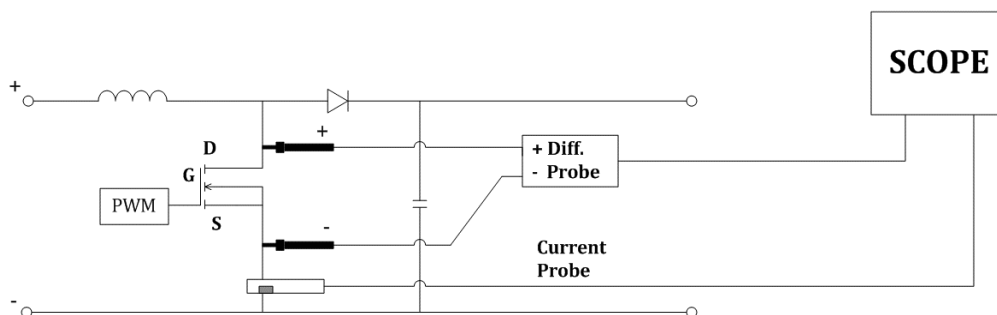 SCOPE
+
D
+
+ Diff.
- Probe
G
PWM
S
-
Current
Probe
-